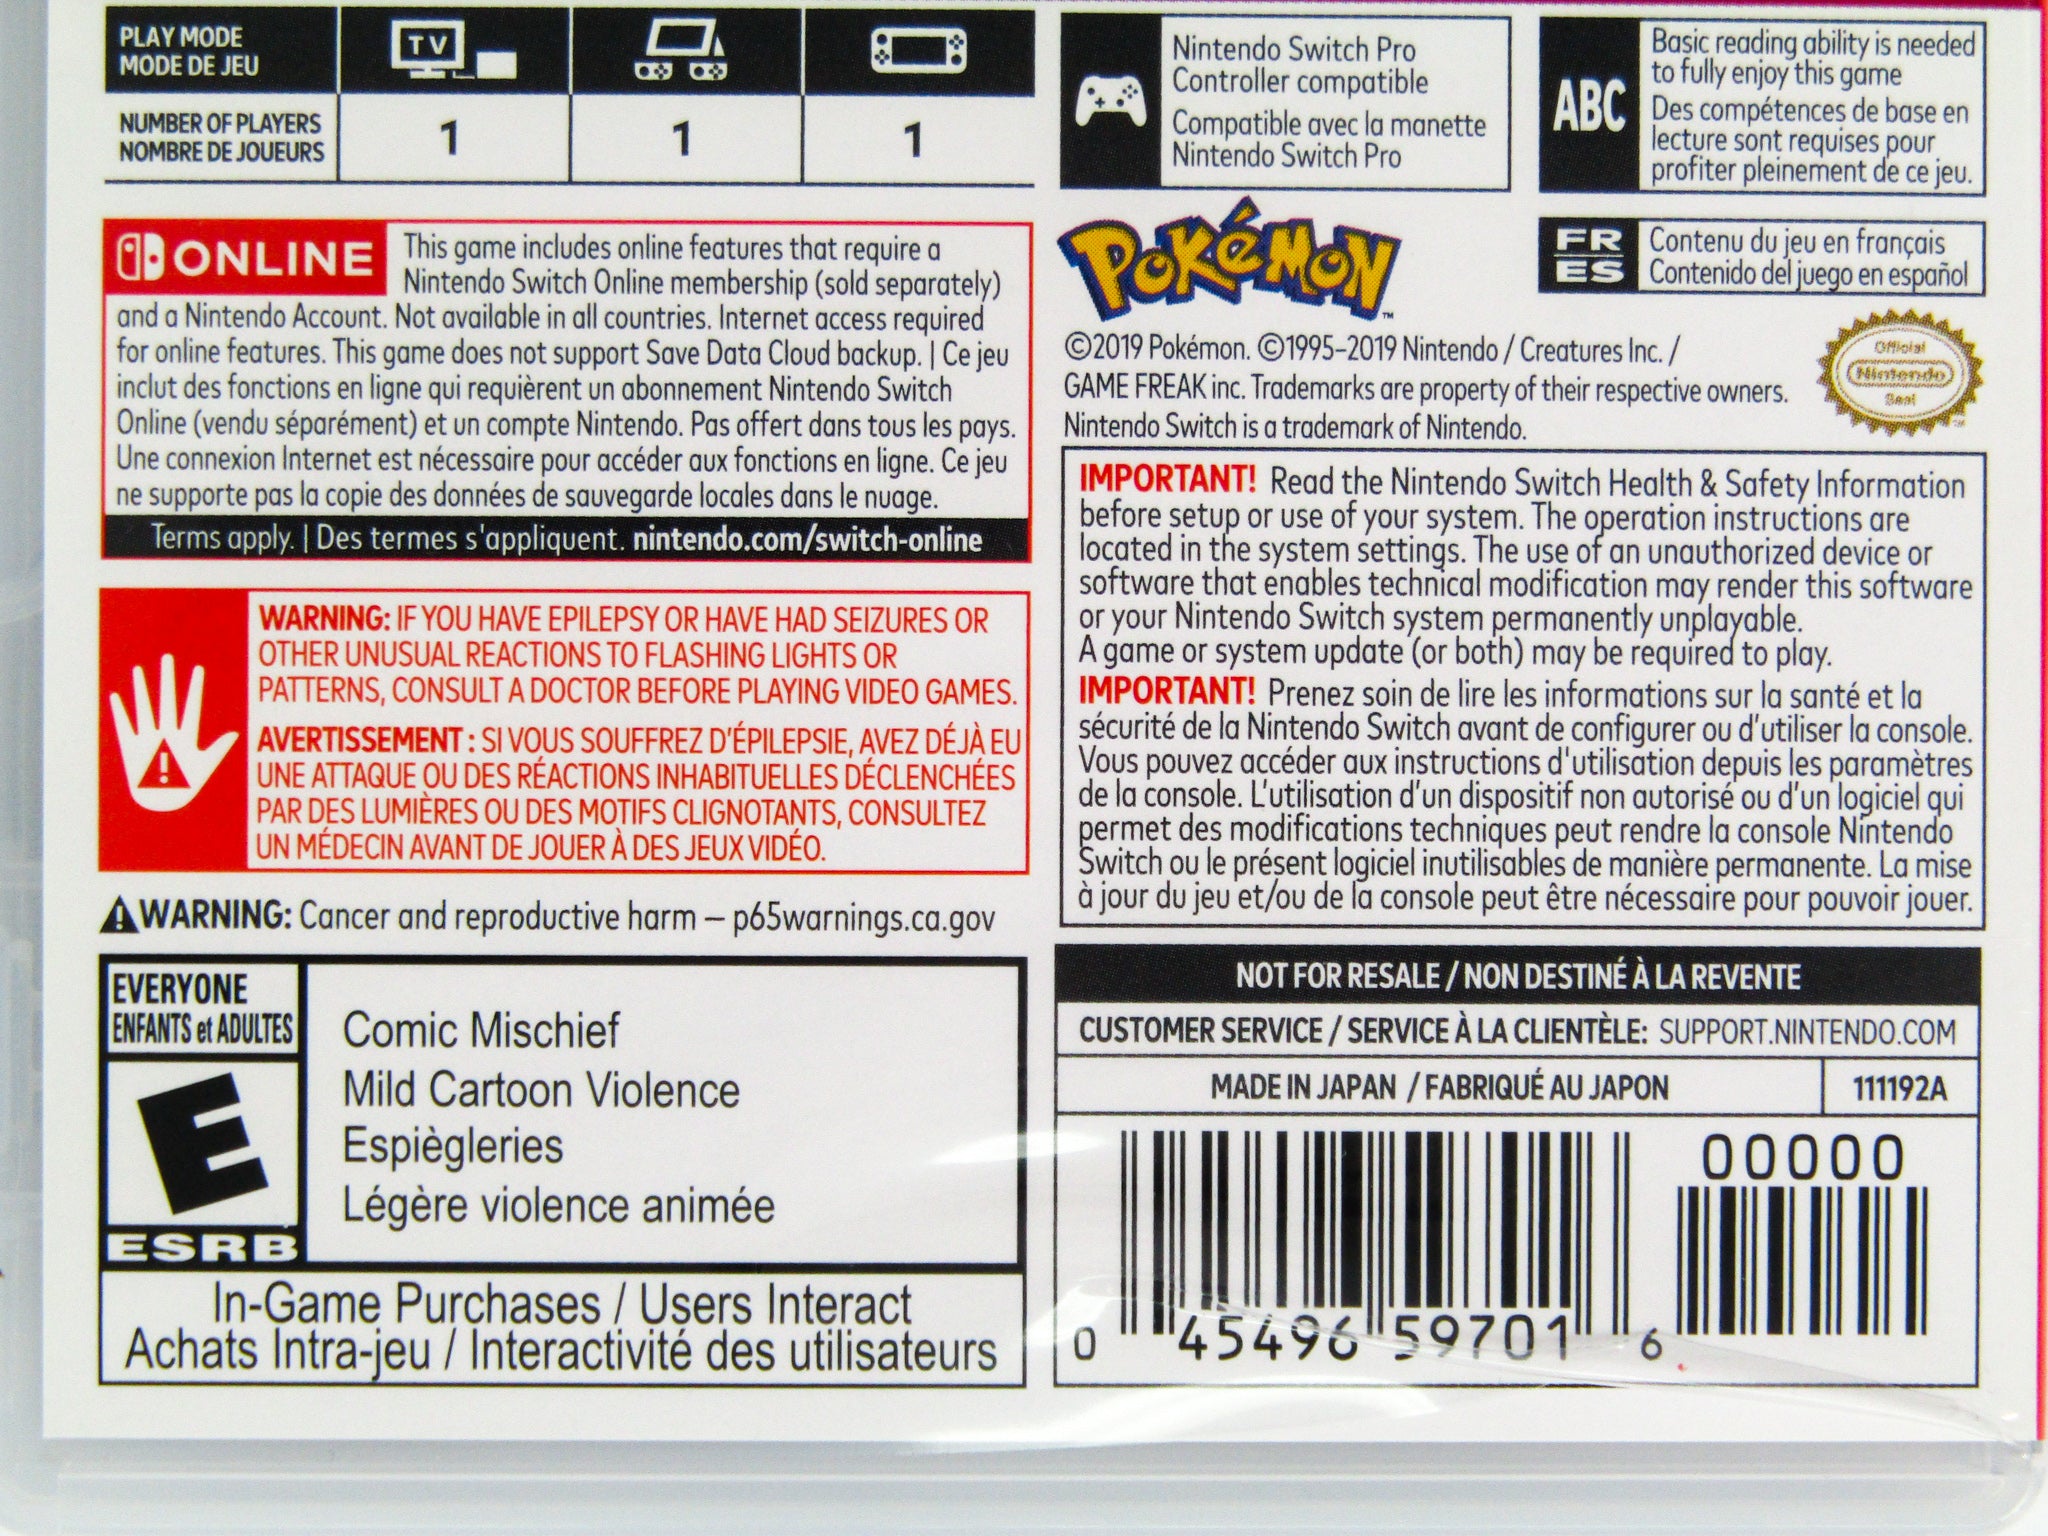 PLAY MODE
MODE DE JEU
TV
NUMBER OF PLAYERS
NOMBRE DE JOUEURS
1
1
1
Nintendo Switch Pro
Controller compatible
Compatible avec la manette
Nintendo Switch Pro
ABC
Basic reading ability is needed
to fully enjoy this game
Des compétences de base en
lecture sont requises pour
profiter pleinement de ce jeu.
ONLINE
This game includes online features that require a
Nintendo Switch Online membership (sold separately)
and a Nintendo Account. Not available in all countries. Internet access required
for online features. This game does not support Save Data Cloud backup. | Ce jeu
inclut des fonctions en ligne qui requièrent un abonnement Nintendo Switch
Online (vendu séparément) et un compte Nintendo. Pas offert dans tous les pays.
Une connexion Internet est nécessaire pour accéder aux fonctions en ligne. Ce jeu
ne supporte pas la copie des données de sauvegarde locales dans le nuage.
Terms apply. | Des termes s'appliquent. nintendo.com/switch-online
POKéMON™
FR
ES
Contenu du jeu en français
Contenido del juego en español
©2019 Pokémon. ©1995–2019 Nintendo / Creatures Inc. /
GAME FREAK inc. Trademarks are property of their respective owners.
Nintendo Switch is a trademark of Nintendo.
Official
Nintendo
Seal
TM
WARNING: IF YOU HAVE EPILEPSY OR HAVE HAD SEIZURES OR
OTHER UNUSUAL REACTIONS TO FLASHING LIGHTS OR
PATTERNS, CONSULT A DOCTOR BEFORE PLAYING VIDEO GAMES.
AVERTISSEMENT : SI VOUS SOUFFREZ D'ÉPILEPSIE, AVEZ DÉJÀ EU
UNE ATTAQUE OU DES RÉACTIONS INHABITUELLES DÉCLENCHÉES
PAR DES LUMIÈRES OU DES MOTIFS CLIGNOTANTS, CONSULTEZ
UN MÉDECIN AVANT DE JOUER À DES JEUX VIDÉO.
WARNING: Cancer and reproductive harm – p65warnings.ca.gov
IMPORTANT! Read the Nintendo Switch Health & Safety Information
before setup or use of your system. The operation instructions are
located in the system settings. The use of an unauthorized device or
software that enables technical modification may render this software
or your Nintendo Switch system permanently unplayable.
A game or system update (or both) may be required to play.
IMPORTANT! Prenez soin de lire les informations sur la santé et la
sécurité de la Nintendo Switch avant de configurer ou d'utiliser la console.
Vous pouvez accéder aux instructions d'utilisation depuis les paramètres
de la console. L'utilisation d'un dispositif non autorisé ou d'un logiciel qui
permet des modifications techniques peut rendre la console Nintendo
Switch ou le présent logiciel inutilisables de manière permanente. La mise
à jour du jeu et/ou de la console peut être nécessaire pour pouvoir jouer.
EVERYONE
ENFANTS et ADULTES
E
ESRB
Comic Mischief
Mild Cartoon Violence
Espiègleries
Légère violence animée
In-Game Purchases / Users Interact
Achats Intra-jeu / Interactivité des utilisateurs
NOT FOR RESALE / NON DESTINÉ À LA REVENTE
CUSTOMER SERVICE / SERVICE À LA CLIENTÈLE: SUPPORT.NINTENDO.COM
MADE IN JAPAN / FABRIQUÉ AU JAPON
111192A
00000
0 45496 59701 6